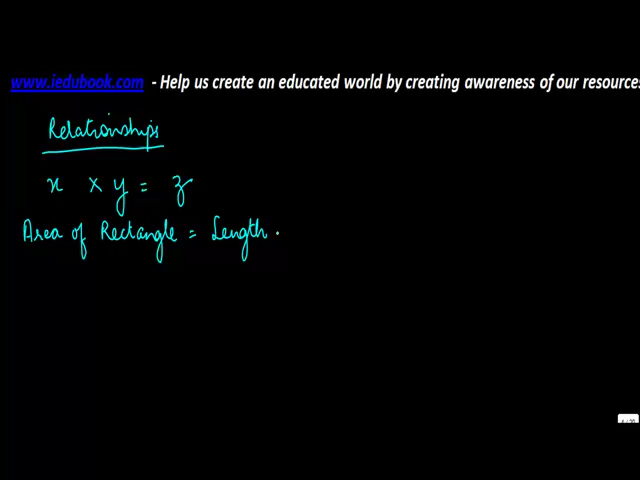 www.iedubook.com - Help us create an educated world by creating awareness of our resources
Relationships
x × y = z
Area of Rectangle = Length